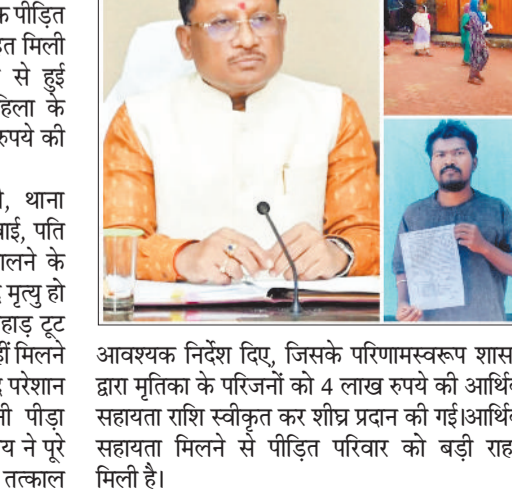 क पीड़ित
मिली
से हुई
के
रुपये की
थाना
पति
के
मृत्यु हो
टूट
मिलने
परेशान
पीड़ा
ने पूरे
तत्काल
आवश्यक निर्देश दिए, जिसके परिणामस्वरूप शास
द्वारा मृतिका के परिजनों को 4 लाख रुपये की आर्थि
सहायता राशि स्वीकृत कर शीघ्र प्रदान की गई।आर्थि
सहायता मिलने से पीड़ित परिवार को बड़ी राह
मिली है।